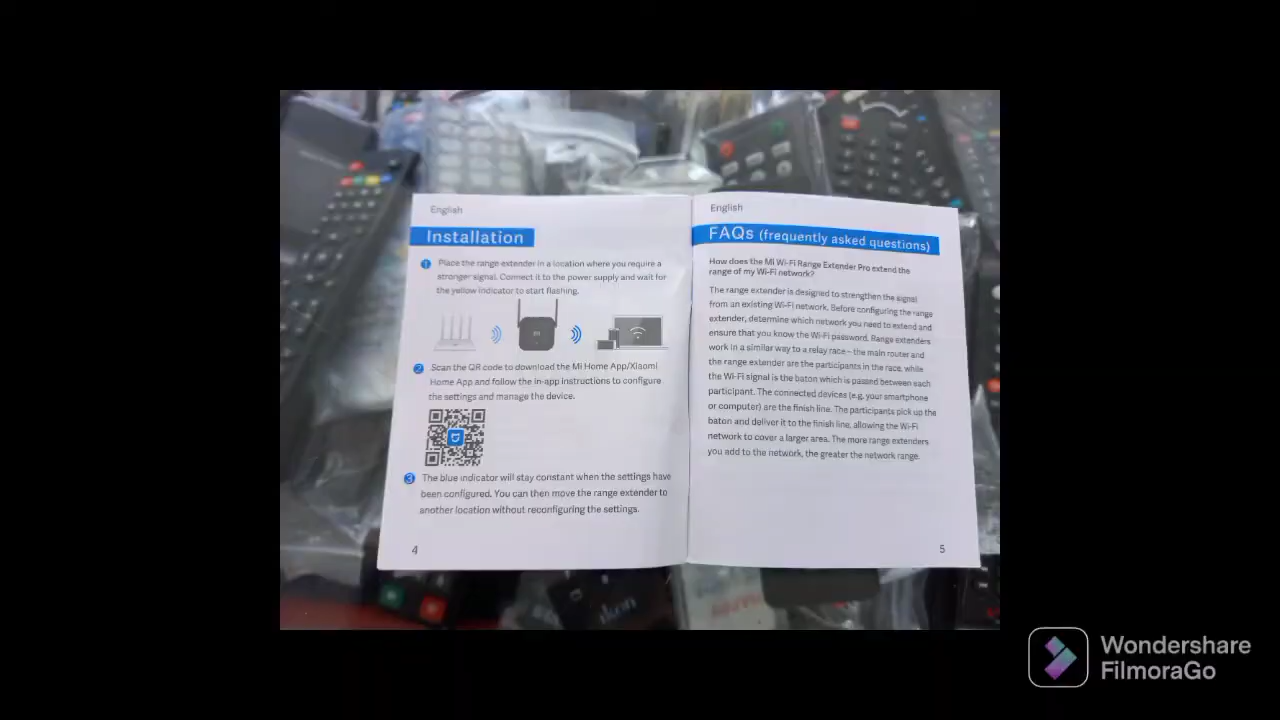 English
Installation
1 Place the range extender in a location where you require a
stronger signal. Connect it to the power supply and wait for
the yellow indicator to start flashing.
mi
2 Scan the QR code to download the Mi Home App/Xiaomi
Home App and follow the in-app instructions to configure
the settings and manage the device.
3 The blue indicator will stay constant when the settings have
been configured. You can then move the range extender to
another location without reconfiguring the settings.
4
English
FAQs (frequently asked questions)
How does the Mi Wi-Fi Range Extender Pro extend the
range of my Wi-Fi network?
The range extender is designed to strengthen the signal
from an existing Wi-Fi network. Before configuring the range
extender, determine which network you need to extend and
ensure that you know the Wi-Fi password. Range extenders
work in a similar way to a relay race – the main router and
the range extender are the participants in the race, while
the Wi-Fi signal is the baton which is passed between each
participant. The connected devices (e.g. your smartphone
or computer) are the finish line. The participants pick up the
baton and deliver it to the finish line, allowing the Wi-Fi
network to cover a larger area. The more range extenders
you add to the network, the greater the network range.
5
Wondershare
FilmoraGo